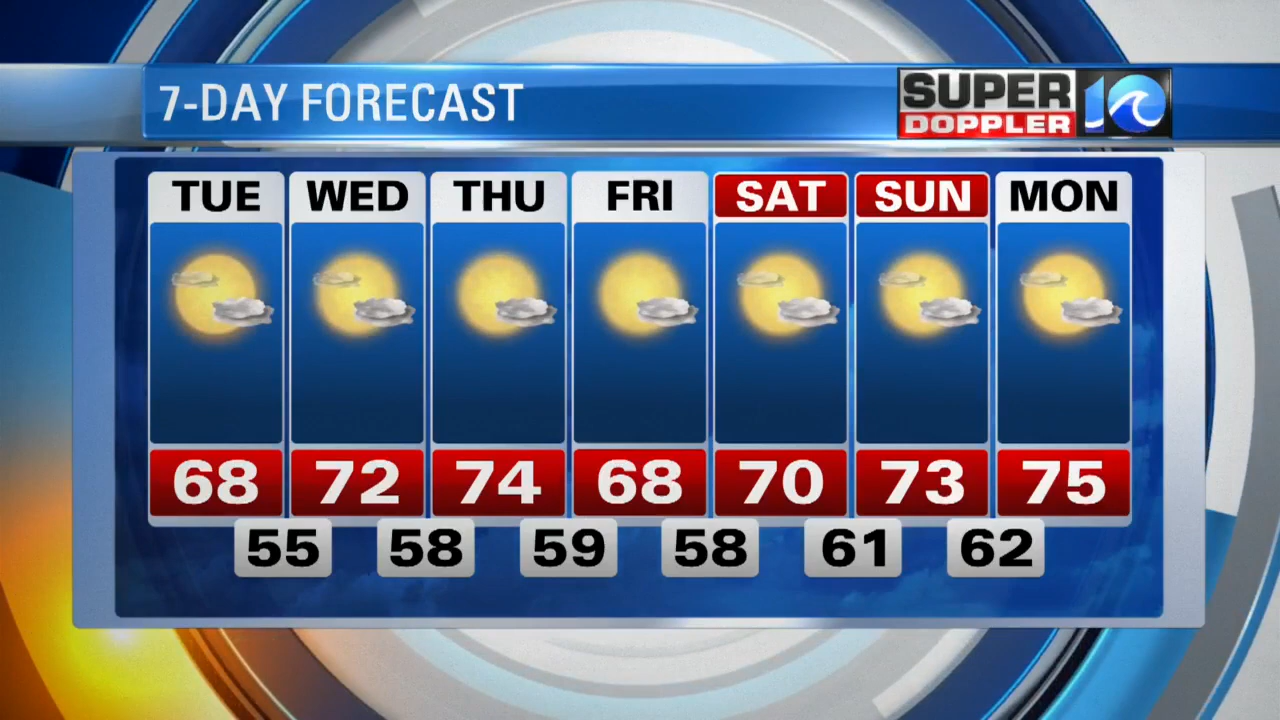 7-DAY FORECAST
SUPER
DOPPLER 10
TUE WED THU FRI SAT SUN MON
68 72 74 68 70 73 75
55 58 59 58 61 62